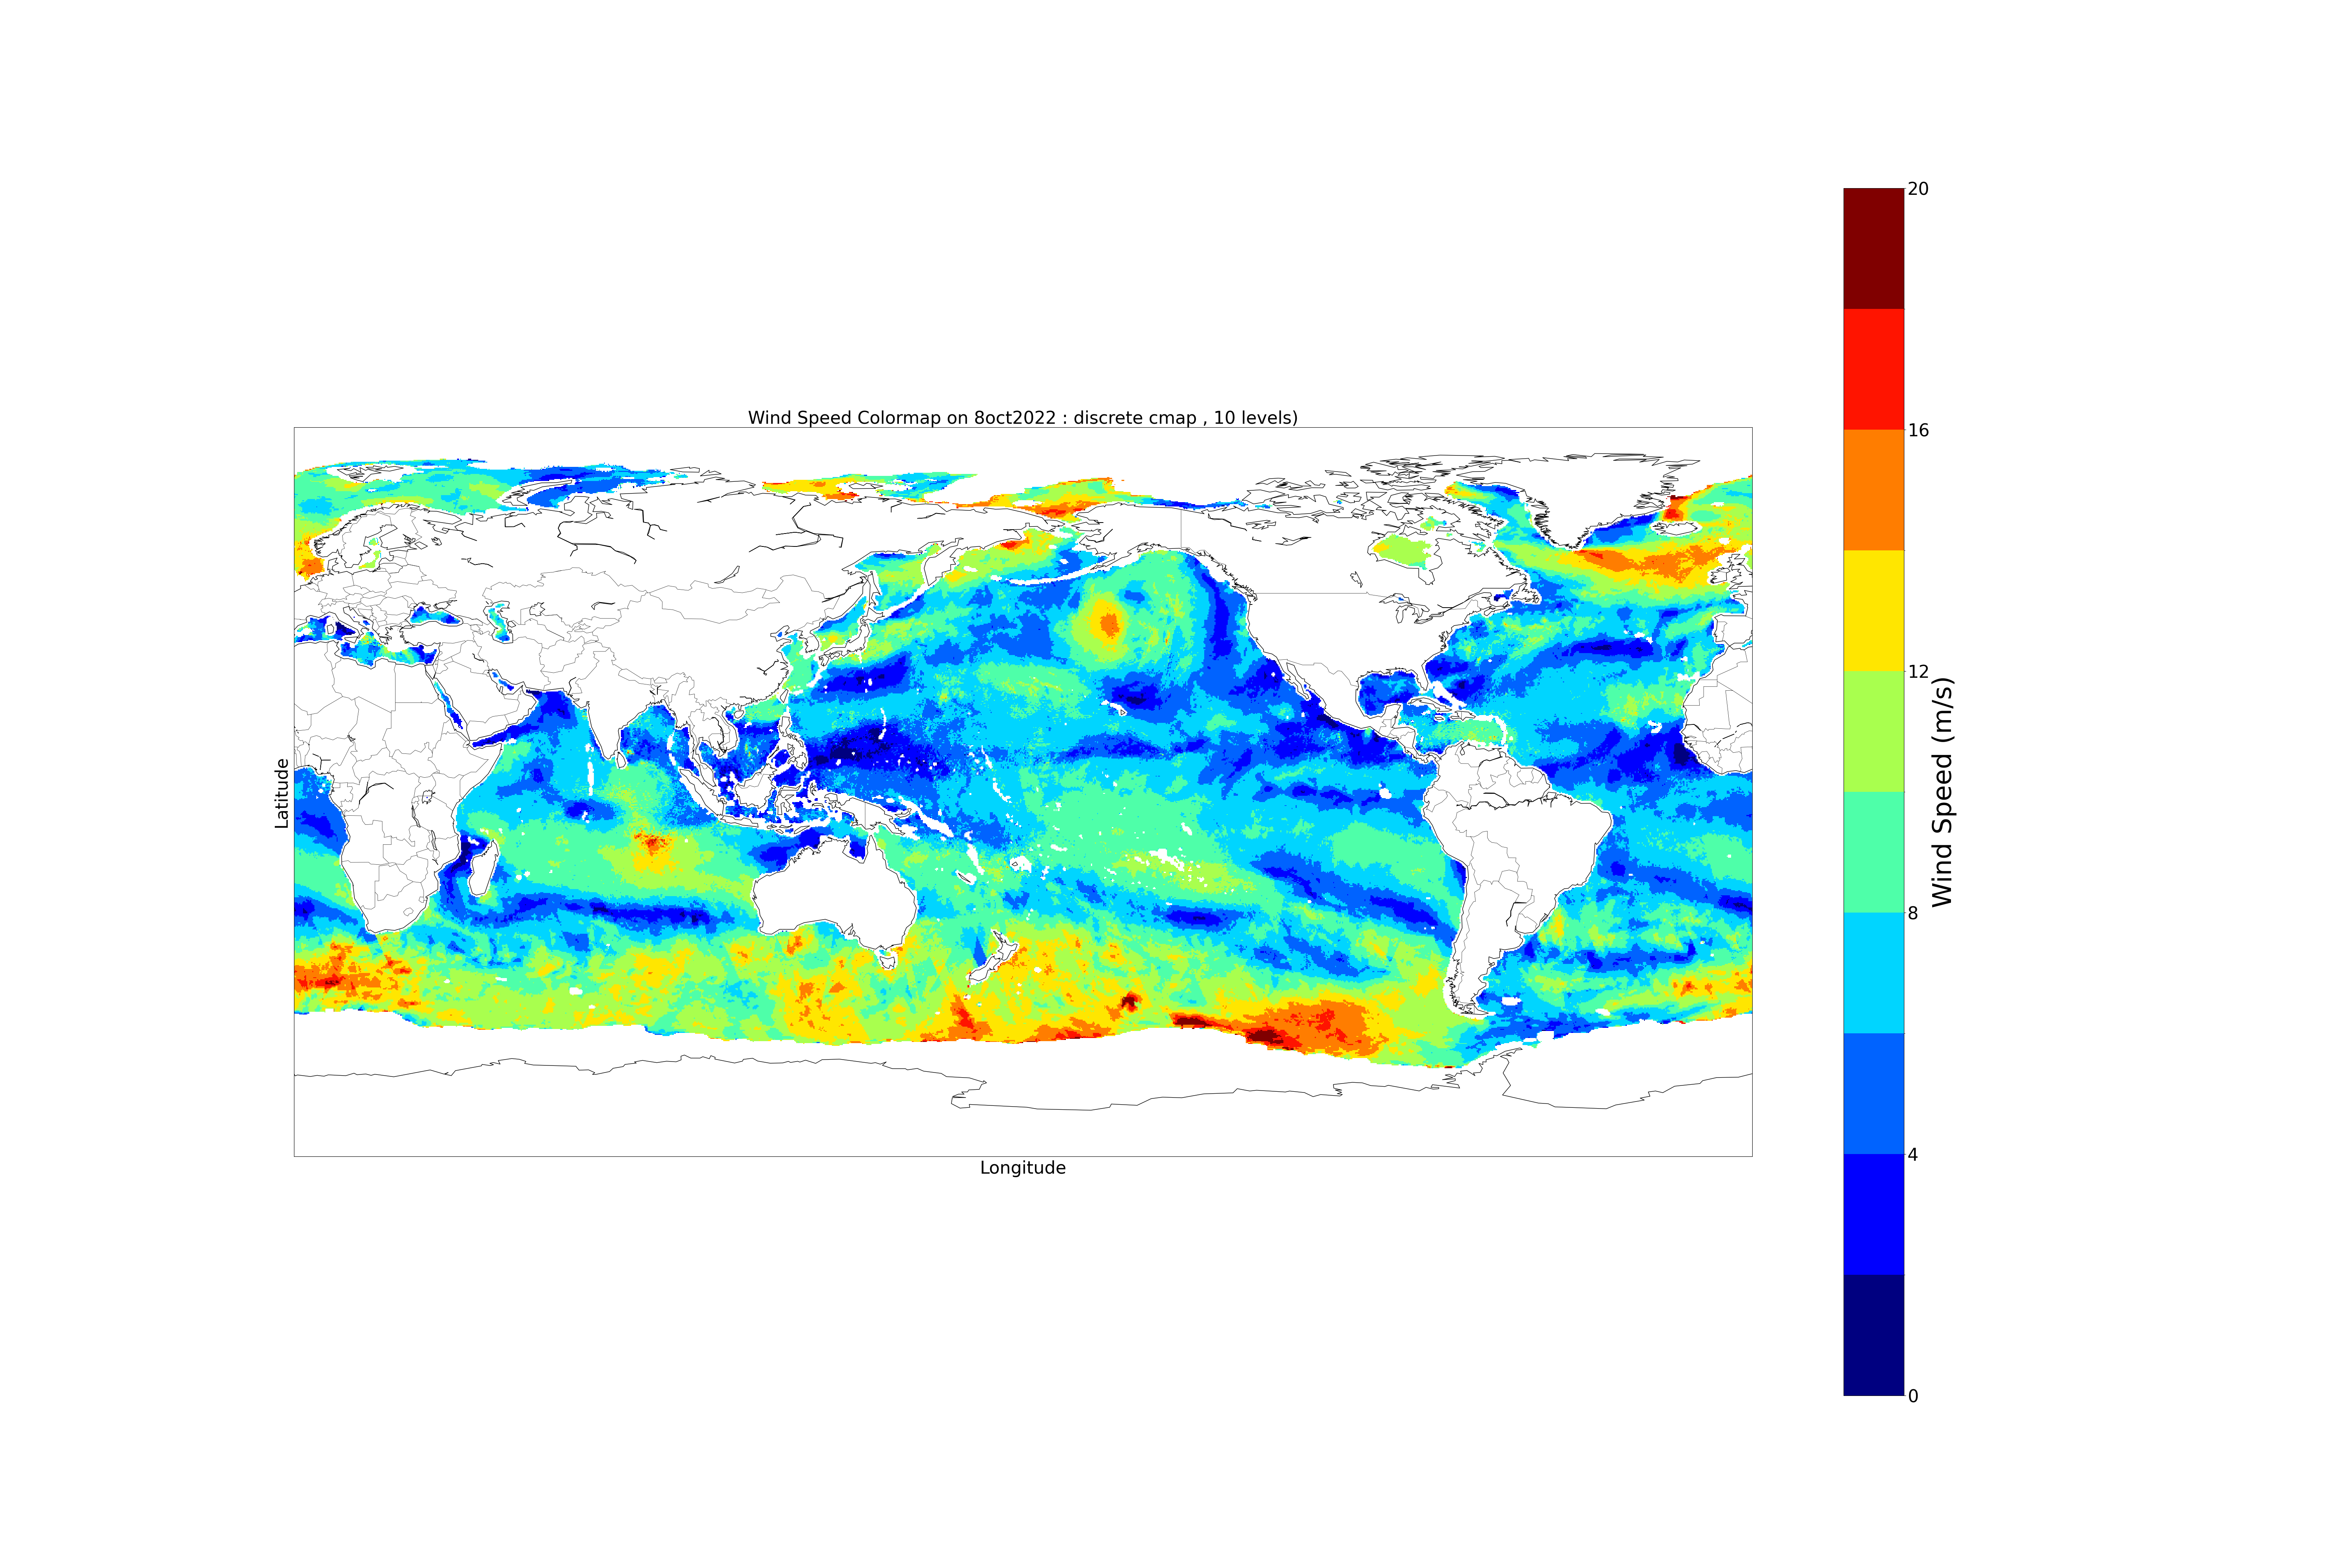 Wind Speed Colormap on 8oct2022 : discrete cmap , 10 levels)
Latitude
Longitude
20
16
12
8
4
0
Wind Speed (m/s)